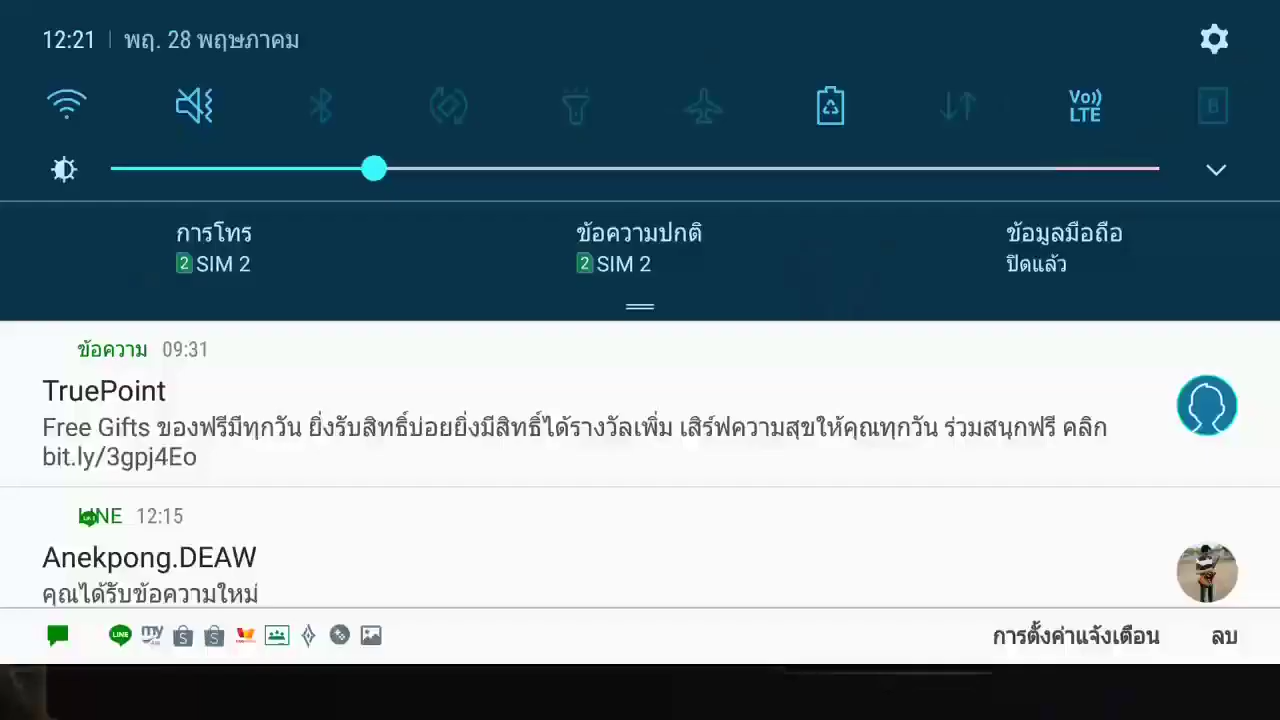 12:21 | พฤ. 28 พฤษภาคม
Vo))
LTE
การโทร
2 SIM 2
ข้อความปกติ
2 SIM 2
ข้อมูลมือถือ
ปิดแล้ว
ข้อความ 09:31
TruePoint
Free Gifts ของฟรีมีทุกวัน ยิ่งรับสิทธิ์บ่อยยิ่งมีสิทธิ์ได้รางวัลเพิ่ม เสิร์ฟความสุขให้คุณทุกวัน ร่วมสนุกฟรี คลิก
bit.ly/3gpj4Eo
LINE 12:15
Anekpong.DEAW
คุณได้รับข้อความใหม่
LINE my S S
การตั้งค่าแจ้งเตือน ลบ